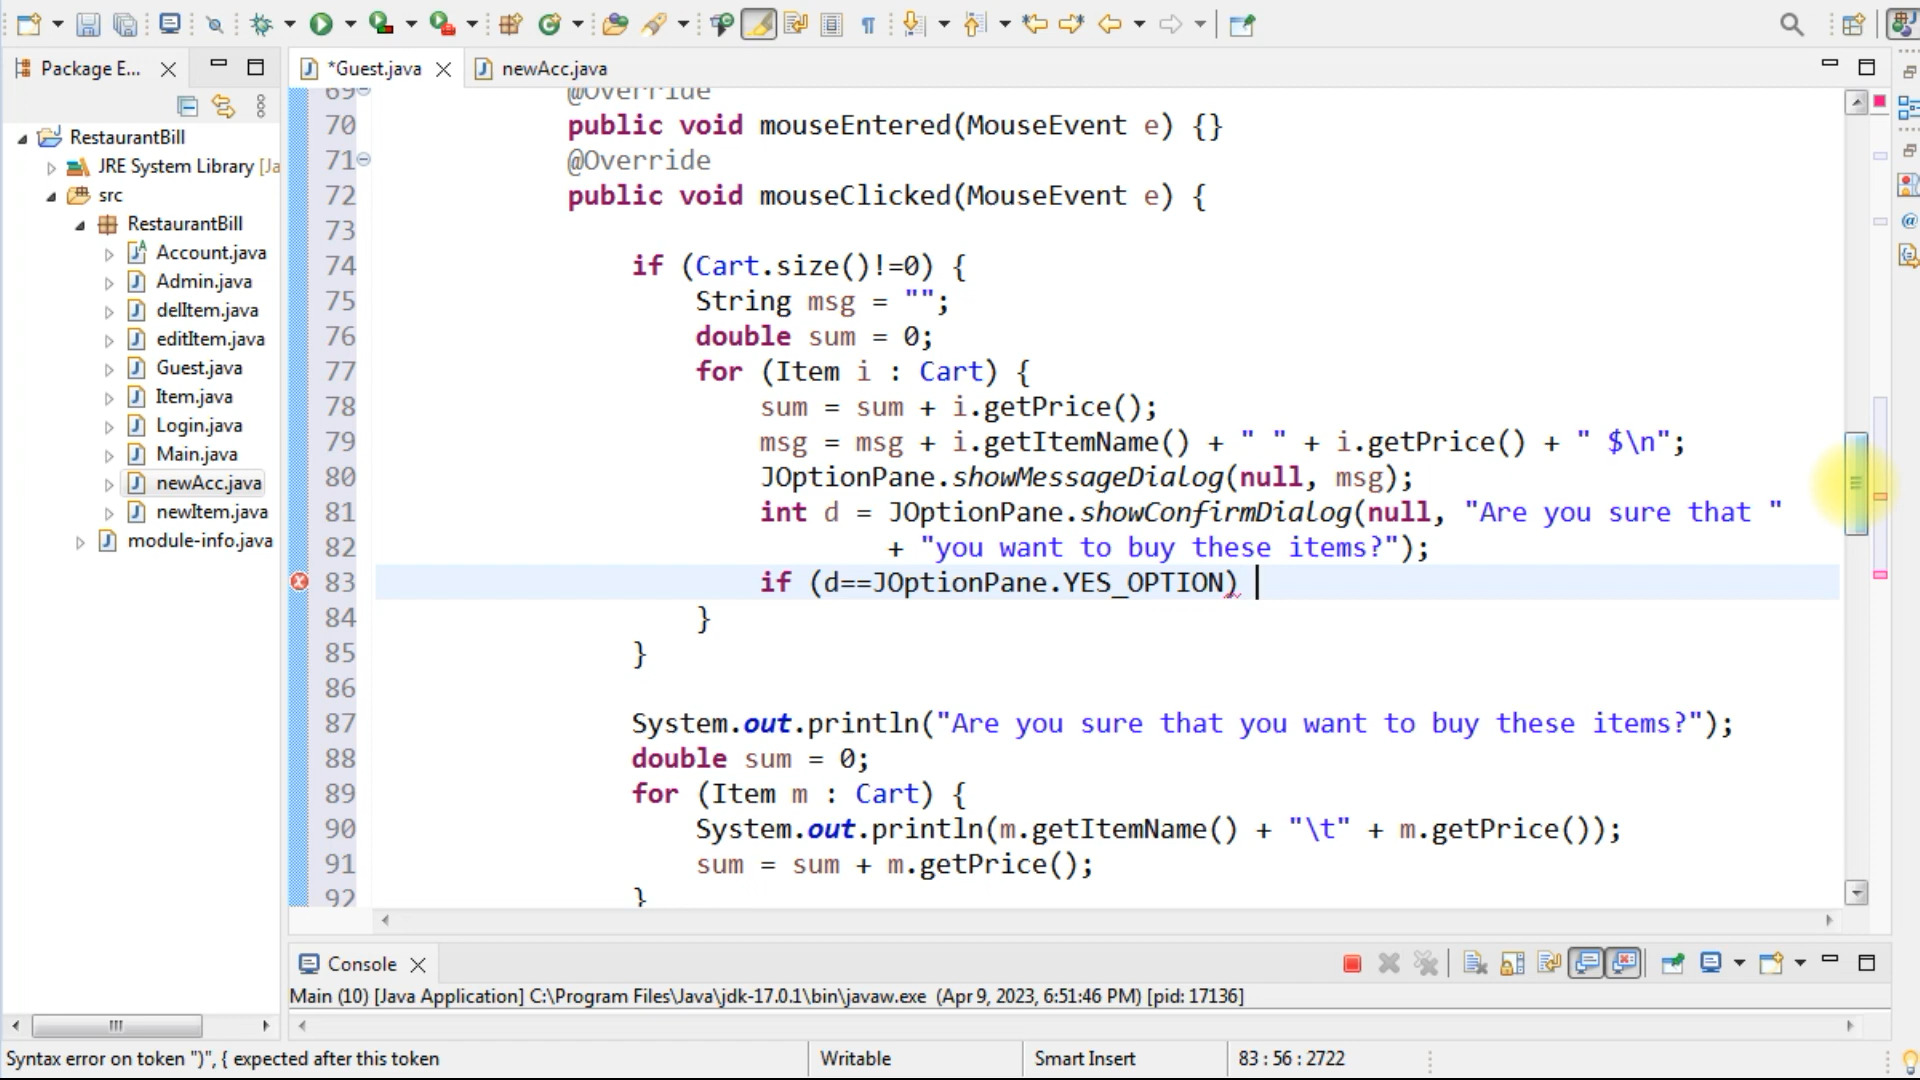 Package E...
*Guest.java
newAcc.java
RestaurantBill
JRE System Library [Ja
src
RestaurantBill
Account.java
Admin.java
delItem.java
editItem.java
Guest.java
Item.java
Login.java
Main.java
newAcc.java
newItem.java
module-info.java
69 @Override
70 public void mouseEntered(MouseEvent e) {}
71 @Override
72 public void mouseClicked(MouseEvent e) {
73
74 if (Cart.size()!=0) {
75 String msg = "";
76 double sum = 0;
77 for (Item i : Cart) {
78 sum = sum + i.getPrice();
79 msg = msg + i.getItemName() + " " + i.getPrice() + " $\n";
80 JOptionPane.showMessageDialog(null, msg);
81 int d = JOptionPane.showConfirmDialog(null, "Are you sure that "
82 + "you want to buy these items?");
83 if (d==JOptionPane.YES_OPTION)
84 }
85 }
86
87 System.out.println("Are you sure that you want to buy these items?");
88 double sum = 0;
89 for (Item m : Cart) {
90 System.out.println(m.getItemName() + "\t" + m.getPrice());
91 sum = sum + m.getPrice();
92 }
Console
Main (10) [Java Application] C:\Program Files\Java\jdk-17.0.1\bin\javaw.exe (Apr 9, 2023, 6:51:46 PM) [pid: 17136]
Syntax error on token ")", { expected after this token
Writable
Smart Insert
83 : 56 : 2722